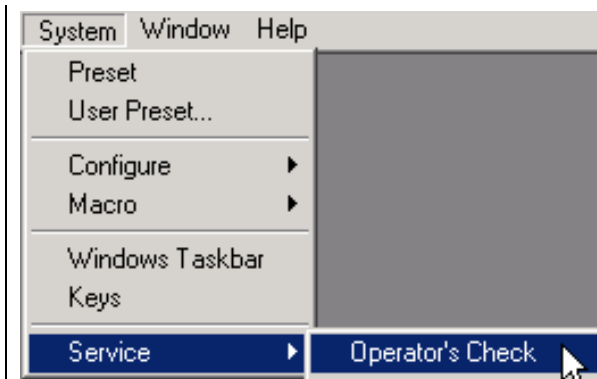 System Window Help
Preset
User Preset...
Configure
Macro
Windows Taskbar
Keys
Service Operator's Check